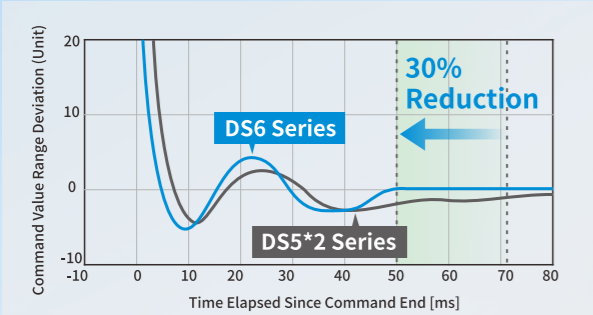 Command Value Range Deviation (Unit)
20
10
0
-10
30%
Reduction
DS6 Series
DS5*2 Series
-10 0 10 20 30 40 50 60 70 80
Time Elapsed Since Command End [ms]